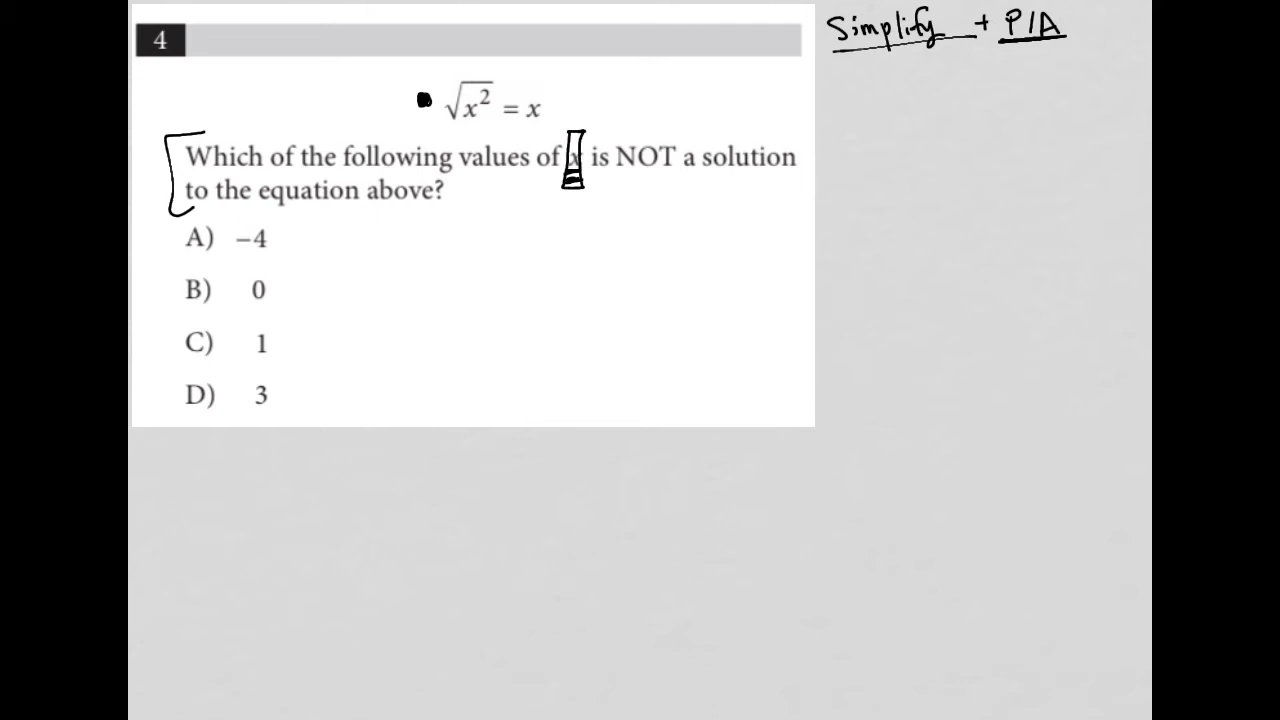 4
Simplify + P/A
√x² = x
Which of the following values of x is NOT a solution
to the equation above?
A) −4
B) 0
C) 1
D) 3